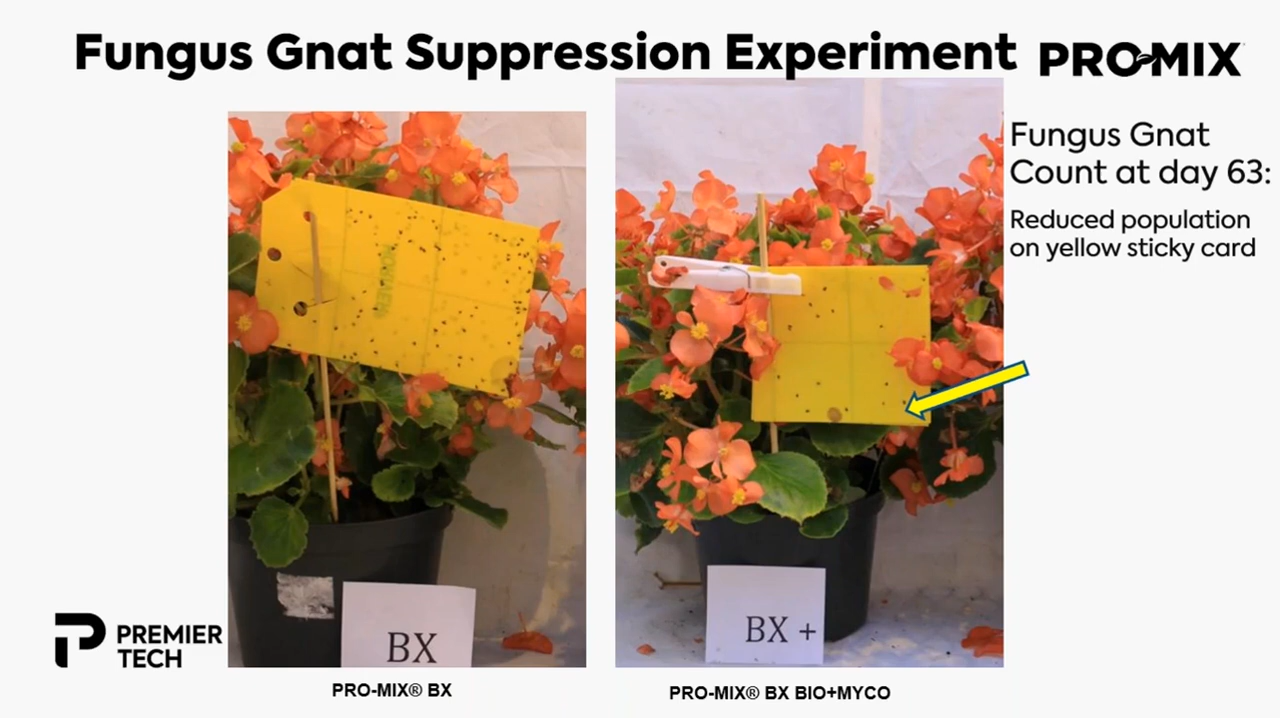 Fungus Gnat Suppression Experiment
PRO-MIX
Fungus Gnat
Count at day 63:
Reduced population
on yellow sticky card
BX
BX +
PREMIER
TECH
PRO-MIX® BX
PRO-MIX® BX BIO+MYCO